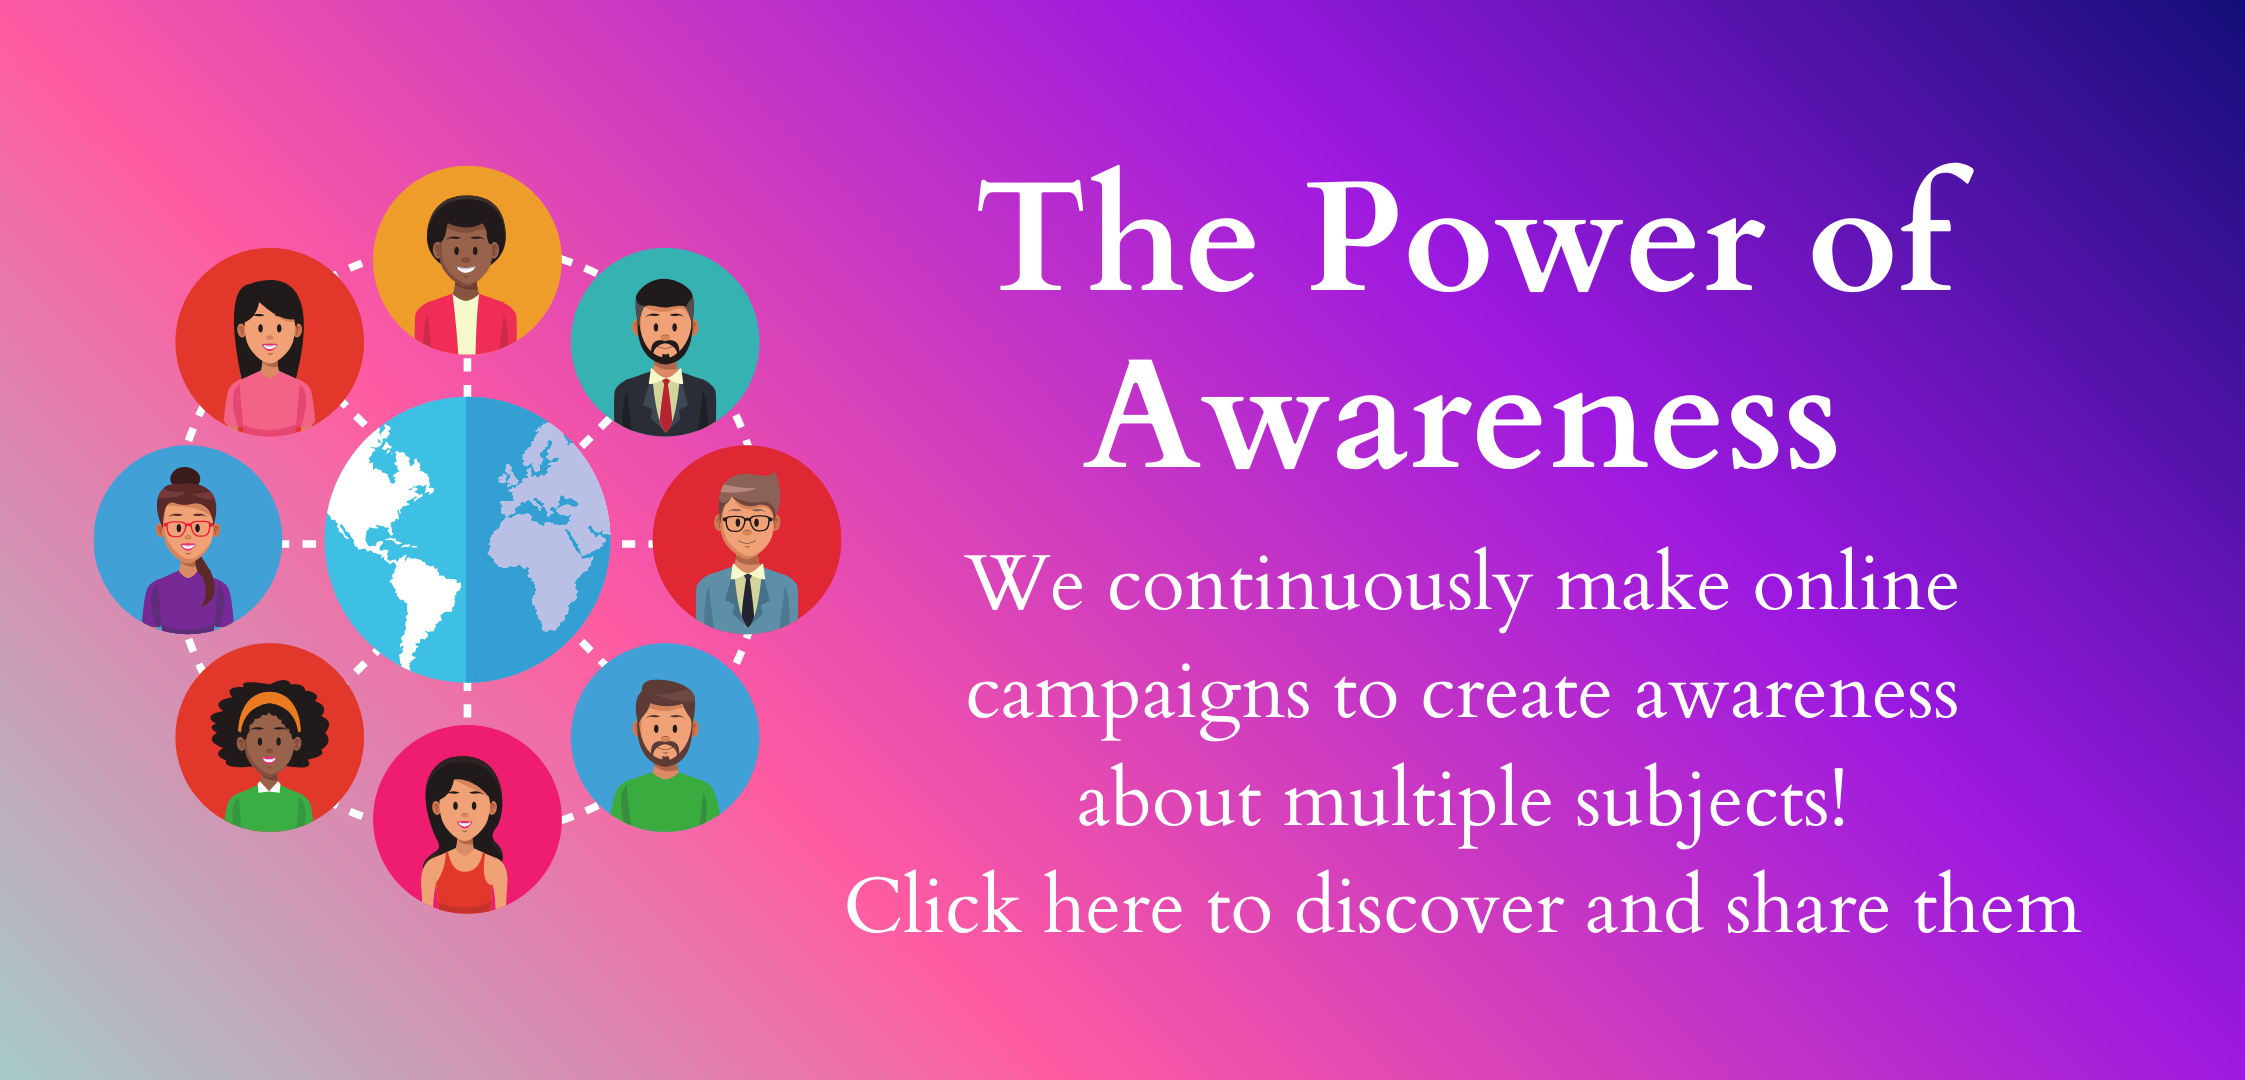 The Power of
Awareness
We continuously make online
campaigns to create awareness
about multiple subjects!
Click here to discover and share them